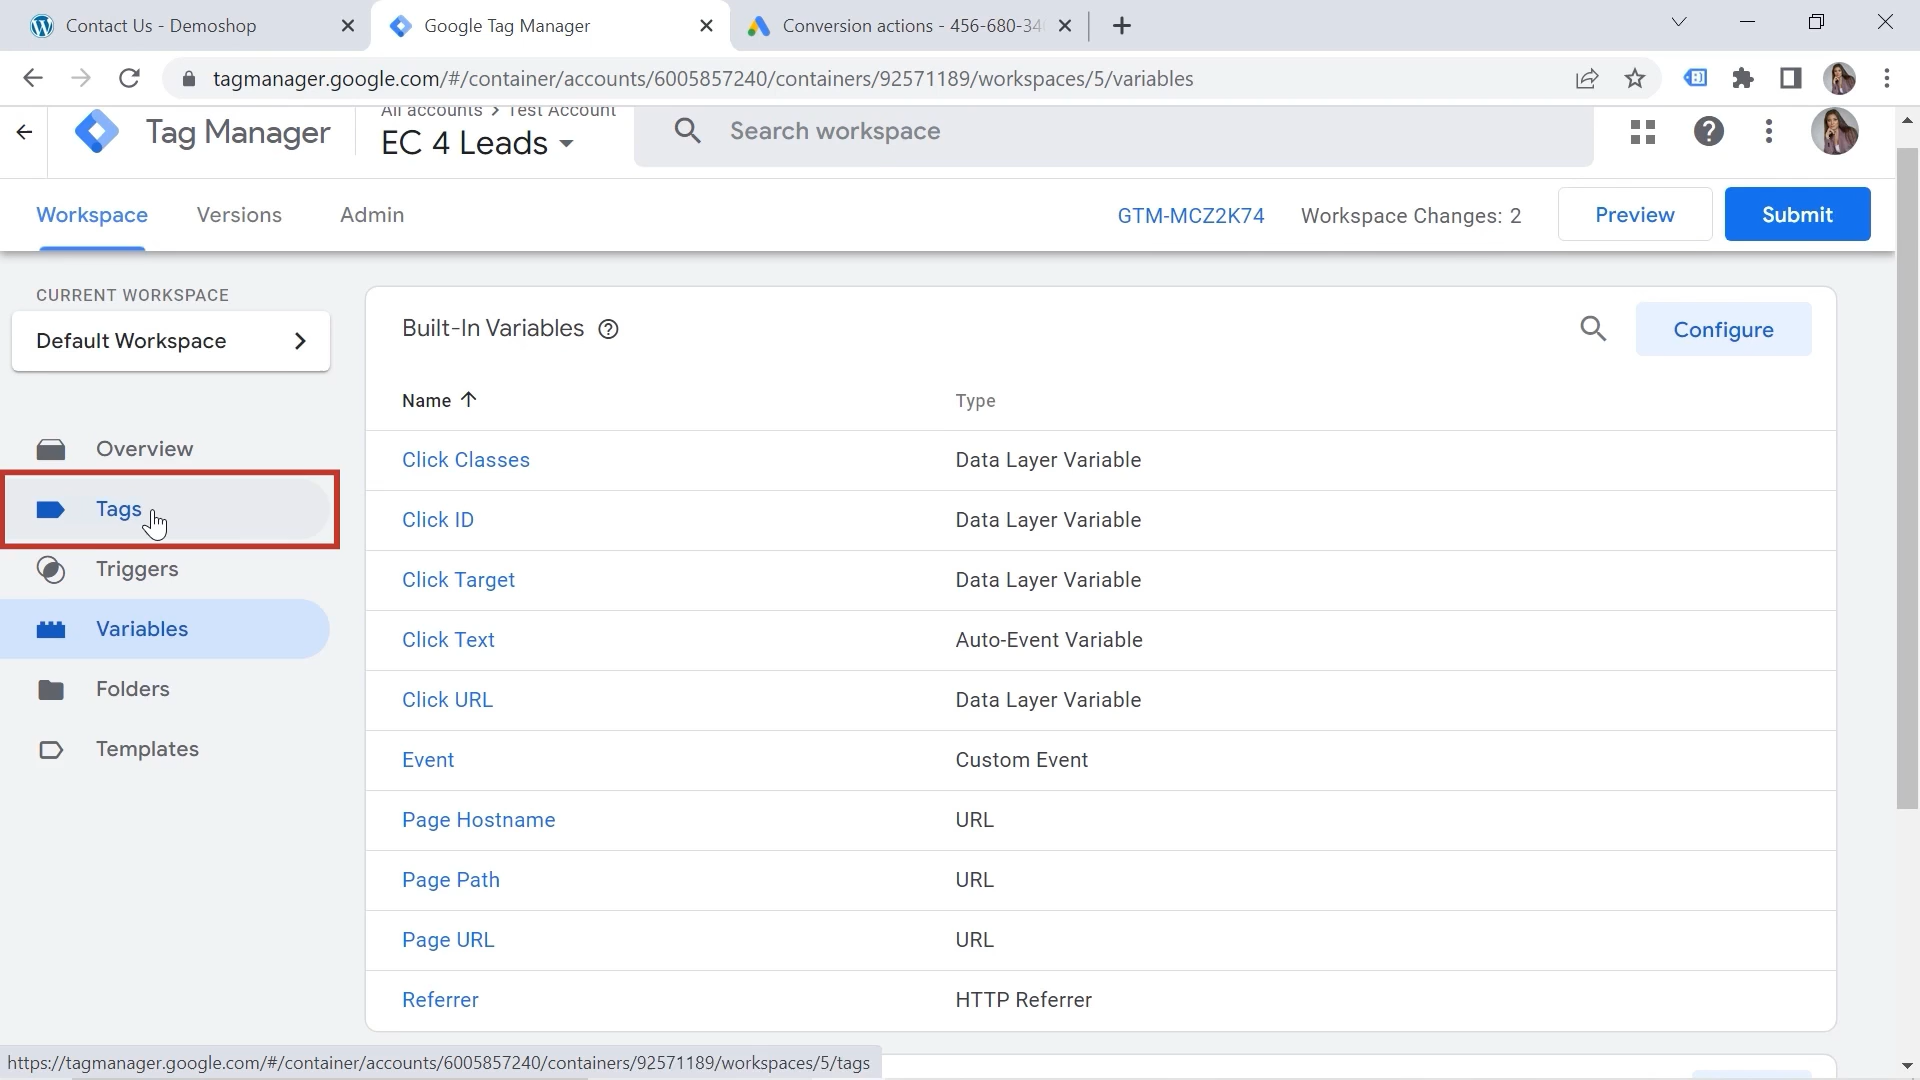 Contact Us - Demoshop
Google Tag Manager
Conversion actions - 456-680-34
tagmanager.google.com/#/container/accounts/6005857240/containers/92571189/workspaces/5/variables
Tag Manager
All accounts > Test Account
EC 4 Leads
Search workspace
Workspace
Versions
Admin
GTM-MCZ2K74
Workspace Changes: 2
Preview
Submit
CURRENT WORKSPACE
Default Workspace
Overview
Tags
Triggers
Variables
Folders
Templates
Built-In Variables
Configure
Name Type
Click Classes Data Layer Variable
Click ID Data Layer Variable
Click Target Data Layer Variable
Click Text Auto-Event Variable
Click URL Data Layer Variable
Event Custom Event
Page Hostname URL
Page Path URL
Page URL URL
Referrer HTTP Referrer
https://tagmanager.google.com/#/container/accounts/6005857240/containers/92571189/workspaces/5/tags